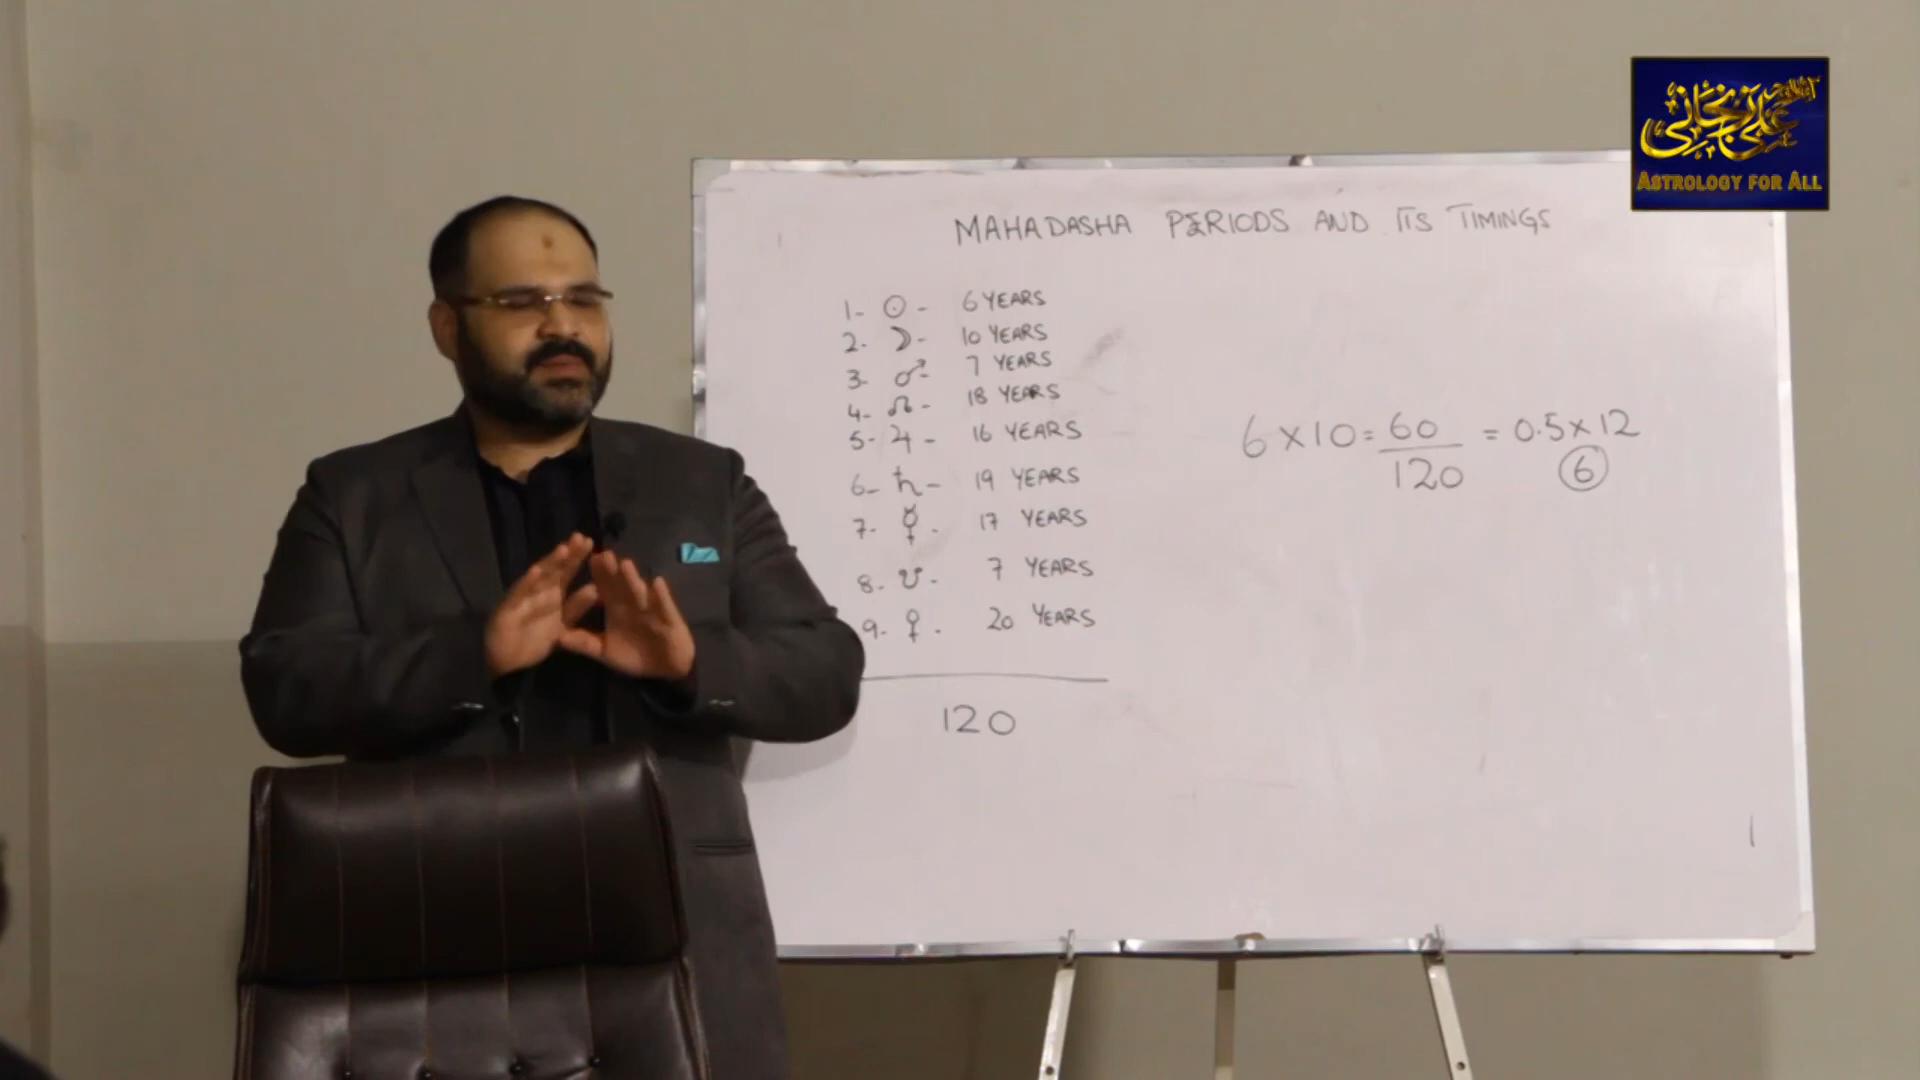 علی زنجانی
ASTROLOGY FOR ALL
MAHADASHA PERIODS AND ITS TIMINGS
1- ☉ - 6 YEARS
2- ☽ - 10 YEARS
3- ♂ - 7 YEARS
4- ☊ - 18 YEARS
5- ♃ - 16 YEARS
6- ♄ - 19 YEARS
7- ☿ - 17 YEARS
8- ☋ - 7 YEARS
9- ♀ - 20 YEARS
120
6 x 10 = 60/120 = 0.5 x 12
6